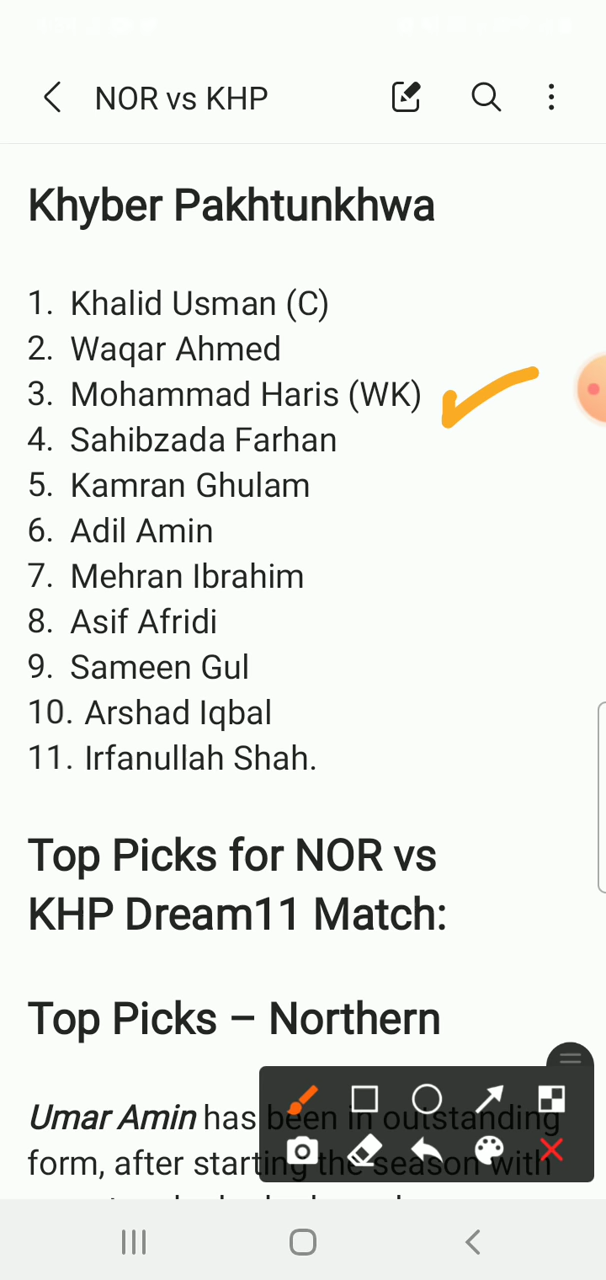 NOR vs KHP
Khyber Pakhtunkhwa
1. Khalid Usman (C)
2. Waqar Ahmed
3. Mohammad Haris (WK)
4. Sahibzada Farhan
5. Kamran Ghulam
6. Adil Amin
7. Mehran Ibrahim
8. Asif Afridi
9. Sameen Gul
10. Arshad Iqbal
11. Irfanullah Shah.
Top Picks for NOR vs
KHP Dream11 Match:
Top Picks – Northern
Umar Amin has been in outstanding
form, after starting the season with